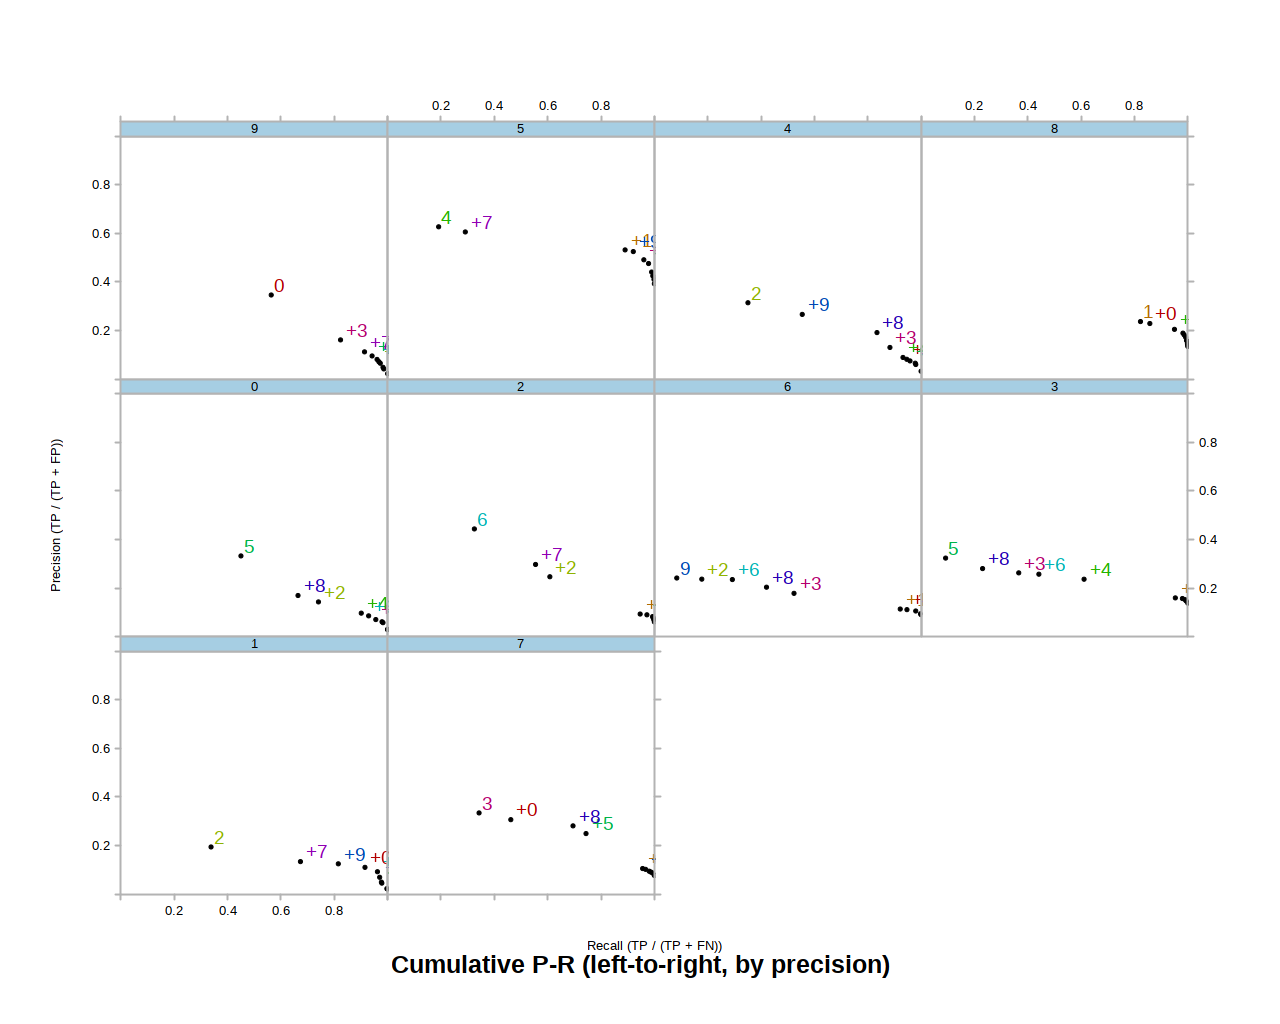 0.2 0.4 0.6 0.8 0.2 0.4 0.6 0.8
9 5 4 8
0.8
0.6
0.4
0.2
0 +3
4 +7
2 +9 +8 +3
1 +0
0 2 6 3
5 +8 +2 +4
6 +7 +2
9 +2 +6 +8 +3
5 +8 +3 +6 +4
0.8
0.6
0.4
0.2
1 7
0.8
0.6
0.4
0.2
2 +7 +9 +0
3 +0 +8 +5
0.2 0.4 0.6 0.8
Precision (TP / (TP + FP))
Recall (TP / (TP + FN))
Cumulative P-R (left-to-right, by precision)